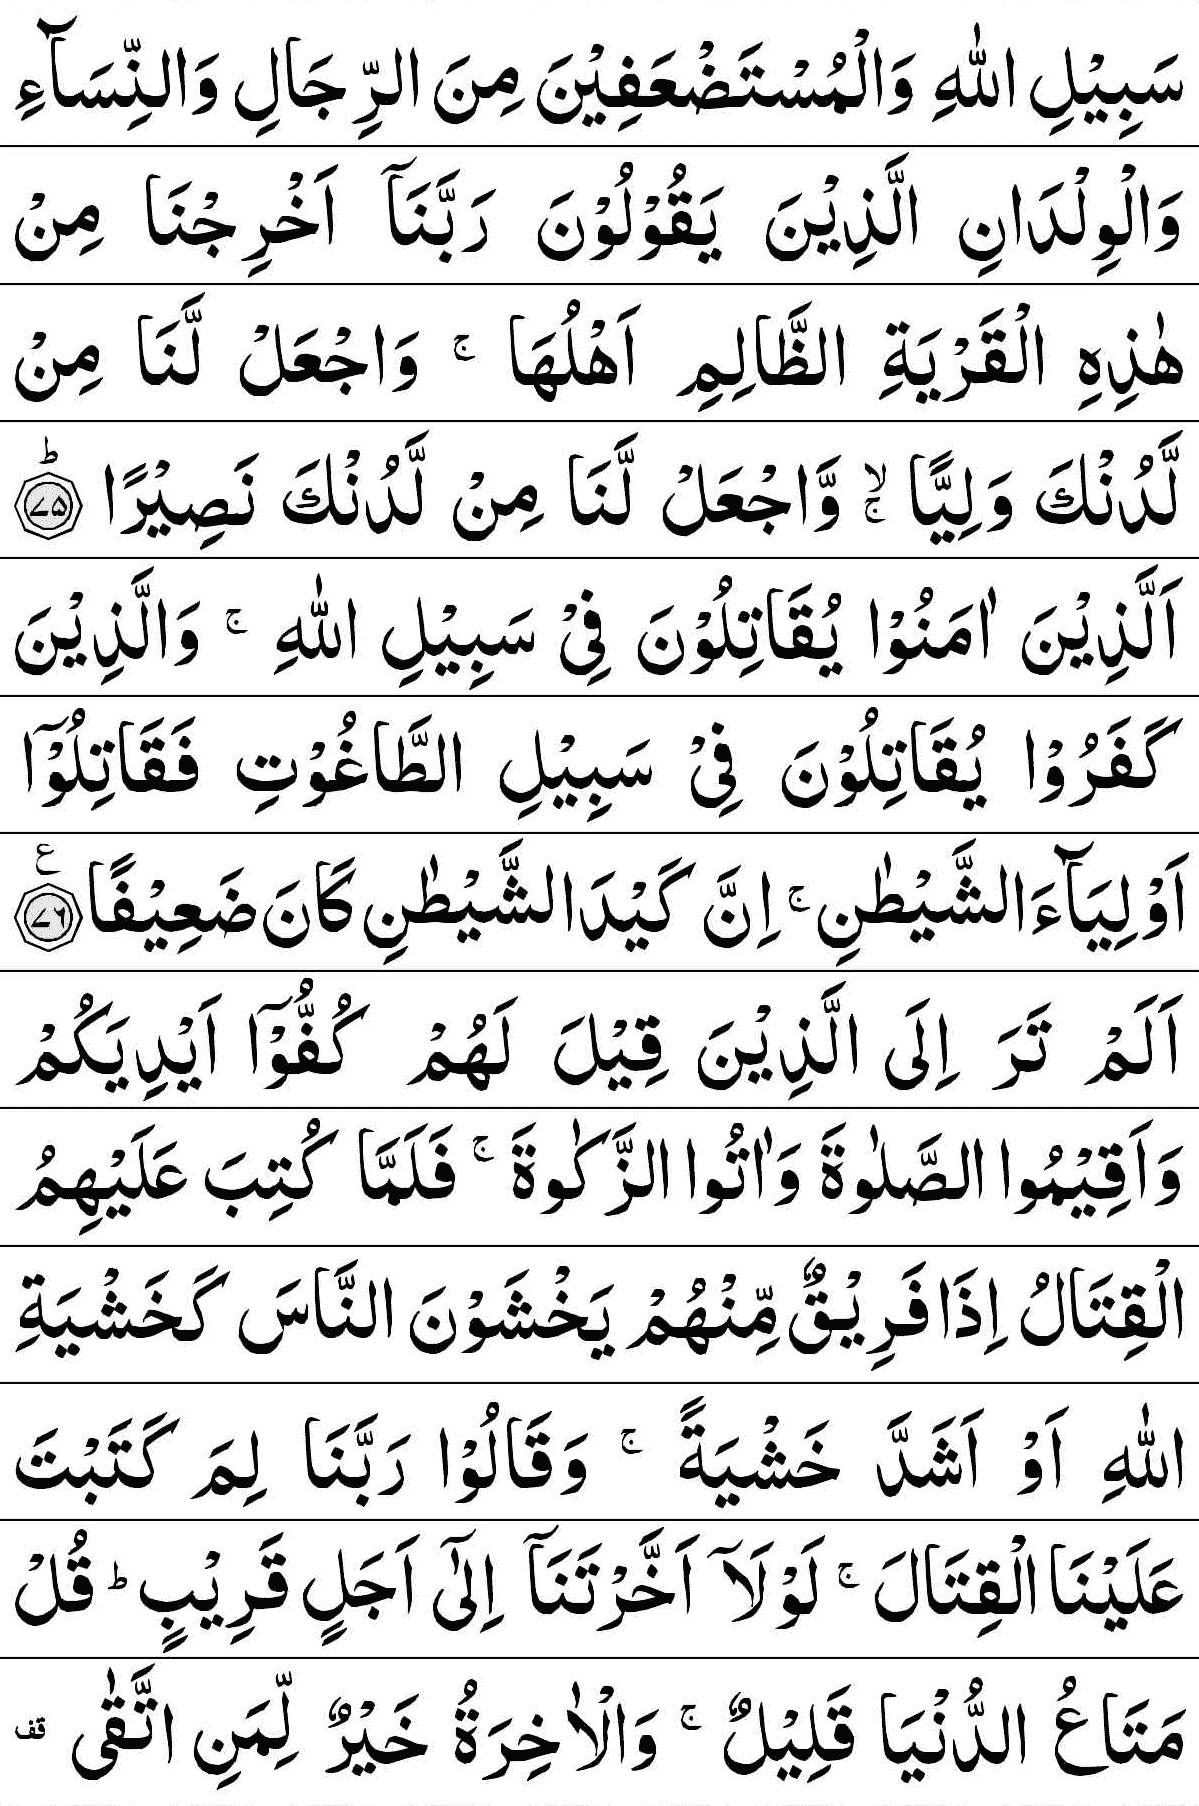 سَبِيْلِ اللّٰهِ وَالْمُسْتَضْعَفِيْنَ مِنَ الرِّجَالِ وَالنِّسَآءِ
وَالْوِلْدَانِ الَّذِيْنَ يَقُوْلُوْنَ رَبَّنَاۤ اَخْرِجْنَا مِنْ
هٰذِهِ الْقَرْيَةِ الظَّالِمِ اَهْلُهَا ۚ وَاجْعَلْ لَّنَا مِنْ
لَّدُنْكَ وَلِيًّا ۙۚ وَّاجْعَلْ لَّنَا مِنْ لَّدُنْكَ نَصِيْرًا ؕ ﴿۷۵﴾
اَلَّذِيْنَ اٰمَنُوْا يُقَاتِلُوْنَ فِىْ سَبِيْلِ اللّٰهِ ۚ وَالَّذِيْنَ
كَفَرُوْا يُقَاتِلُوْنَ فِىْ سَبِيْلِ الطَّاغُوْتِ فَقَاتِلُوْۤا
اَوْلِيَآءَ الشَّيْطٰنِ ۚ اِنَّ كَيْدَ الشَّيْطٰنِ كَانَ ضَعِيْفًا ع ﴿۷۶﴾
اَلَمْ تَرَ اِلَى الَّذِيْنَ قِيْلَ لَهُمْ كُفُّوْۤا اَيْدِيَكُمْ
وَاَقِيْمُوا الصَّلٰوةَ وَاٰتُوا الزَّكٰوةَ ۚ فَلَمَّا كُتِبَ عَلَيْهِمُ
الْقِتَالُ اِذَا فَرِيْقٌ مِّنْهُمْ يَخْشَوْنَ النَّاسَ كَخَشْيَةِ
اللّٰهِ اَوْ اَشَدَّ خَشْيَةً ۚ وَقَالُوْا رَبَّنَا لِمَ كَتَبْتَ
عَلَيْنَا الْقِتَالَ ۚ لَوْلَاۤ اَخَّرْتَنَاۤ اِلٰٓى اَجَلٍ قَرِيْبٍ ؕ قُلْ
مَتَاعُ الدُّنْيَا قَلِيْلٌ ۚ وَالْاٰخِرَةُ خَيْرٌ لِّمَنِ اتَّقٰى قف